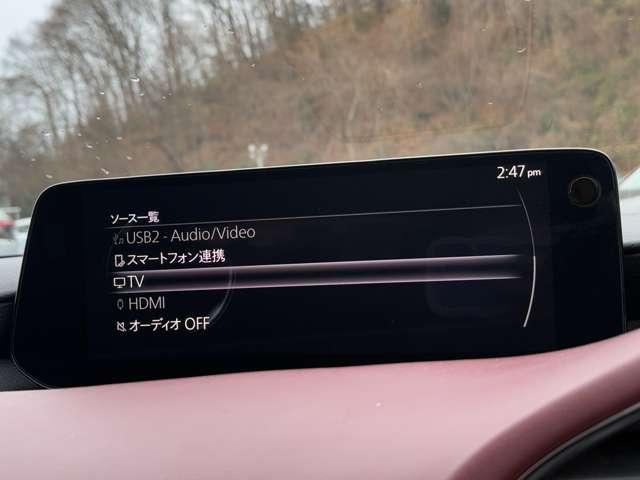 2:47 pm
ソース一覧
USB2 - Audio/Video
スマートフォン連携
TV
HDMI
オーディオ OFF